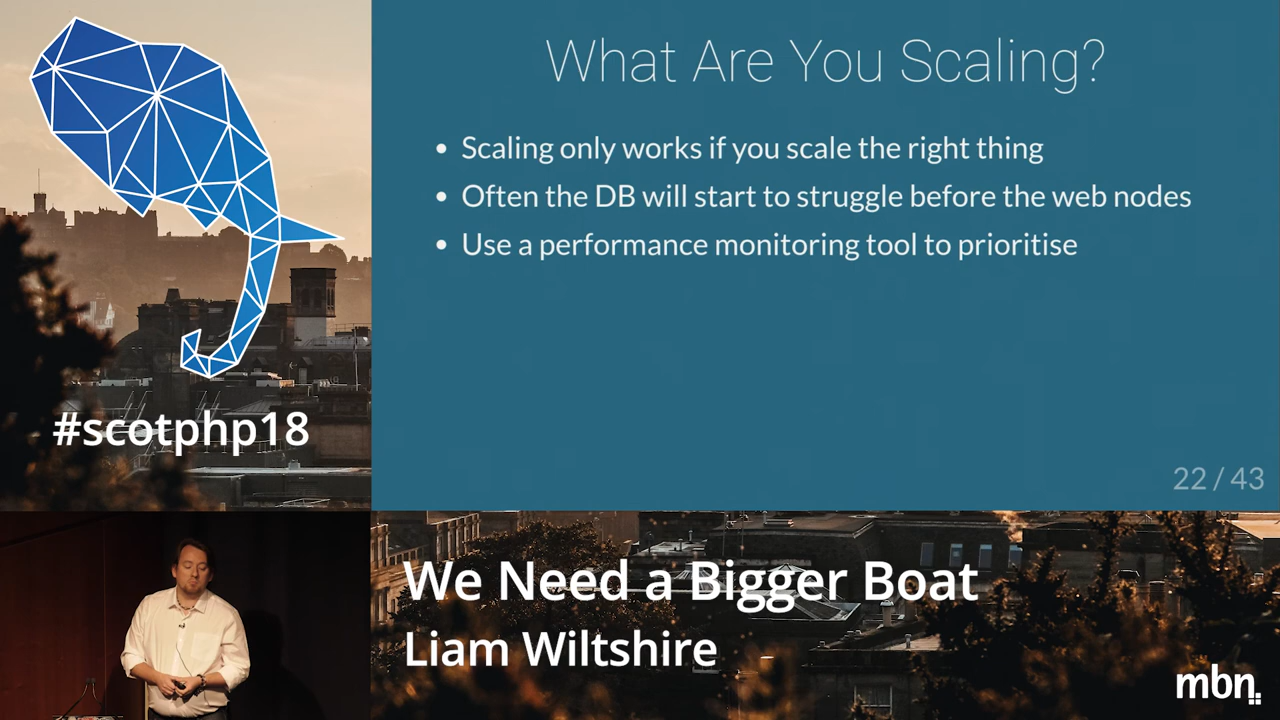 What Are You Scaling?
• Scaling only works if you scale the right thing
• Often the DB will start to struggle before the web nodes
• Use a performance monitoring tool to prioritise
22 / 43
#scotphp18
We Need a Bigger Boat
Liam Wiltshire
mbn